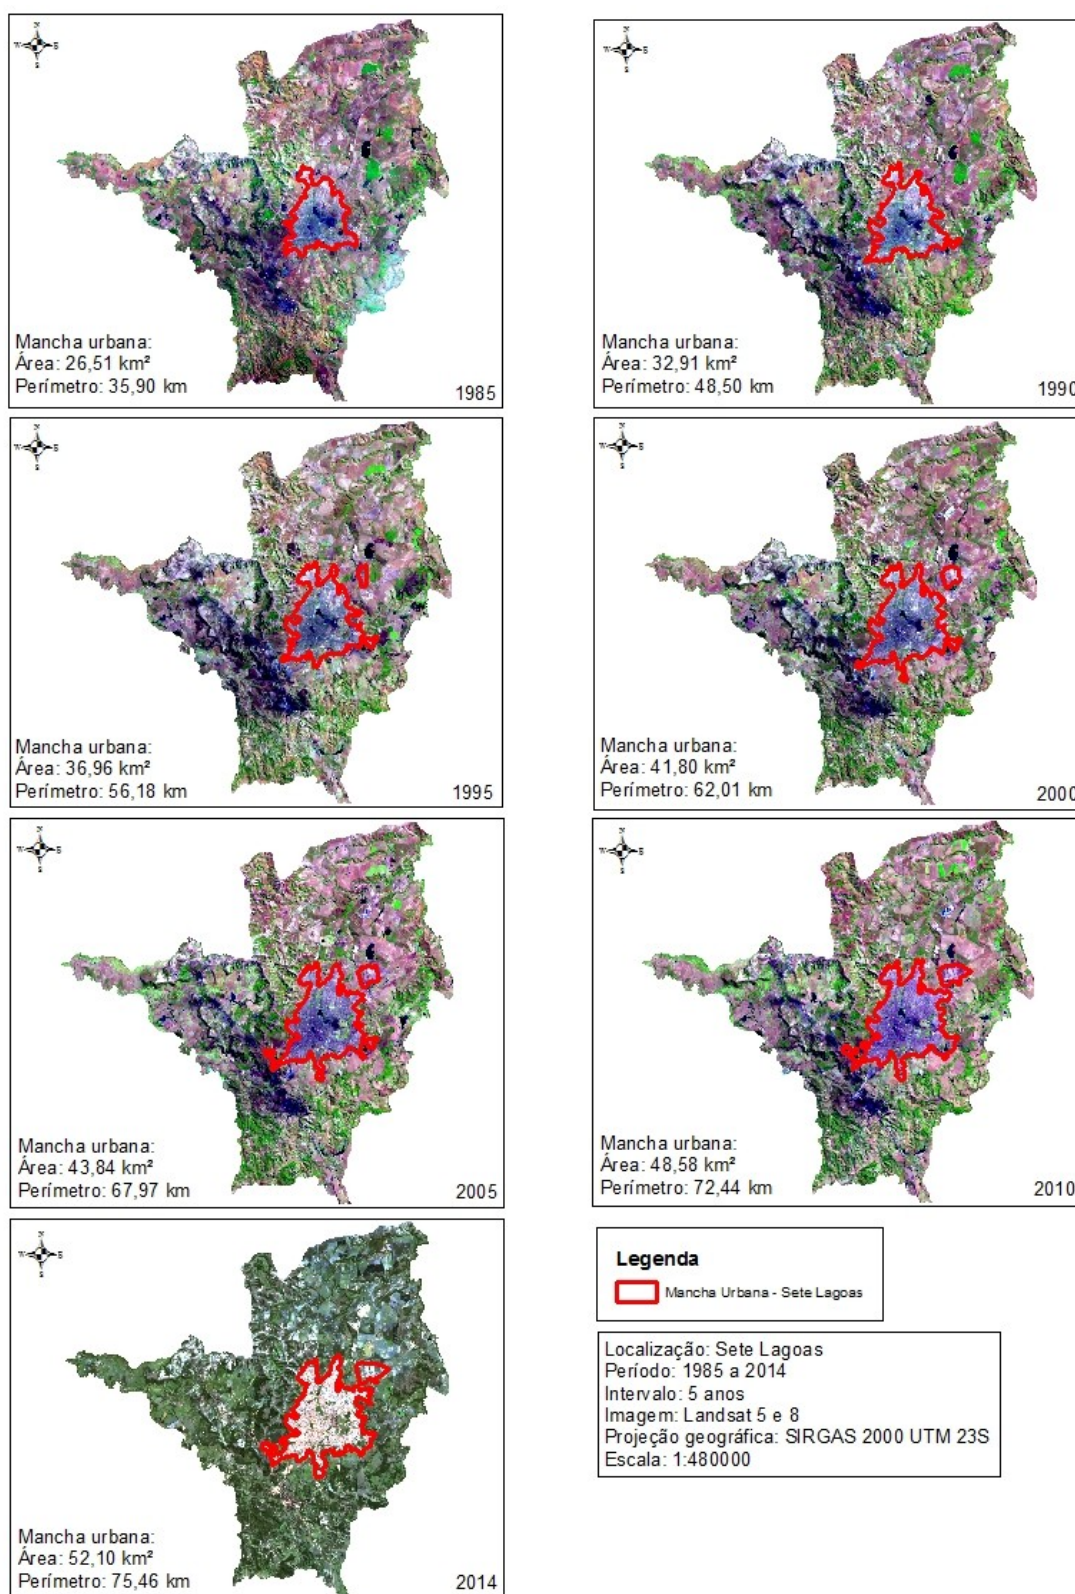 Mancha urbana:
Área: 26,51 km²
Perímetro: 35,90 km
1985
Mancha urbana:
Área: 32,91 km²
Perímetro: 48,50 km
1990
Mancha urbana:
Área: 36,96 km²
Perímetro: 56,18 km
1995
Mancha urbana:
Área: 41,80 km²
Perímetro: 62,01 km
2000
Mancha urbana:
Área: 43,84 km²
Perímetro: 67,97 km
2005
Mancha urbana:
Área: 48,58 km²
Perímetro: 72,44 km
2010
Mancha urbana:
Área: 52,10 km²
Perímetro: 75,46 km
2014
Legenda
Mancha Urbana - Sete Lagoas
Localização: Sete Lagoas
Período: 1985 a 2014
Intervalo: 5 anos
Imagem: Landsat 5 e 8
Projeção geográfica: SIRGAS 2000 UTM 23S
Escala: 1:480000